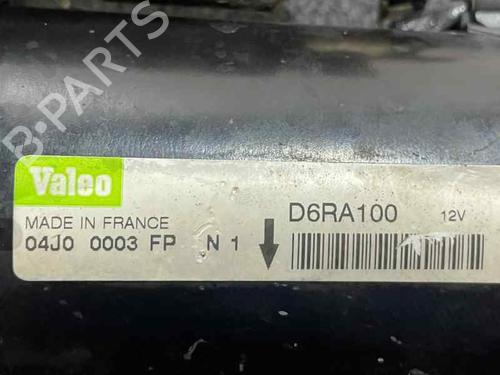 B-PARTS
Valeo
MADE IN FRANCE
04J0 0003 FP N 1
D6RA100 12V